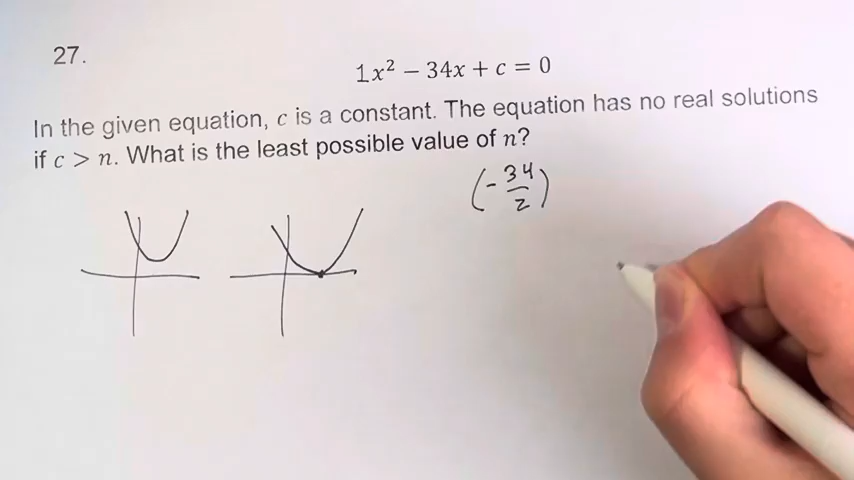 27.
1x² − 34x + c = 0
In the given equation, c is a constant. The equation has no real solutions
if c > n. What is the least possible value of n?
(-34/2)